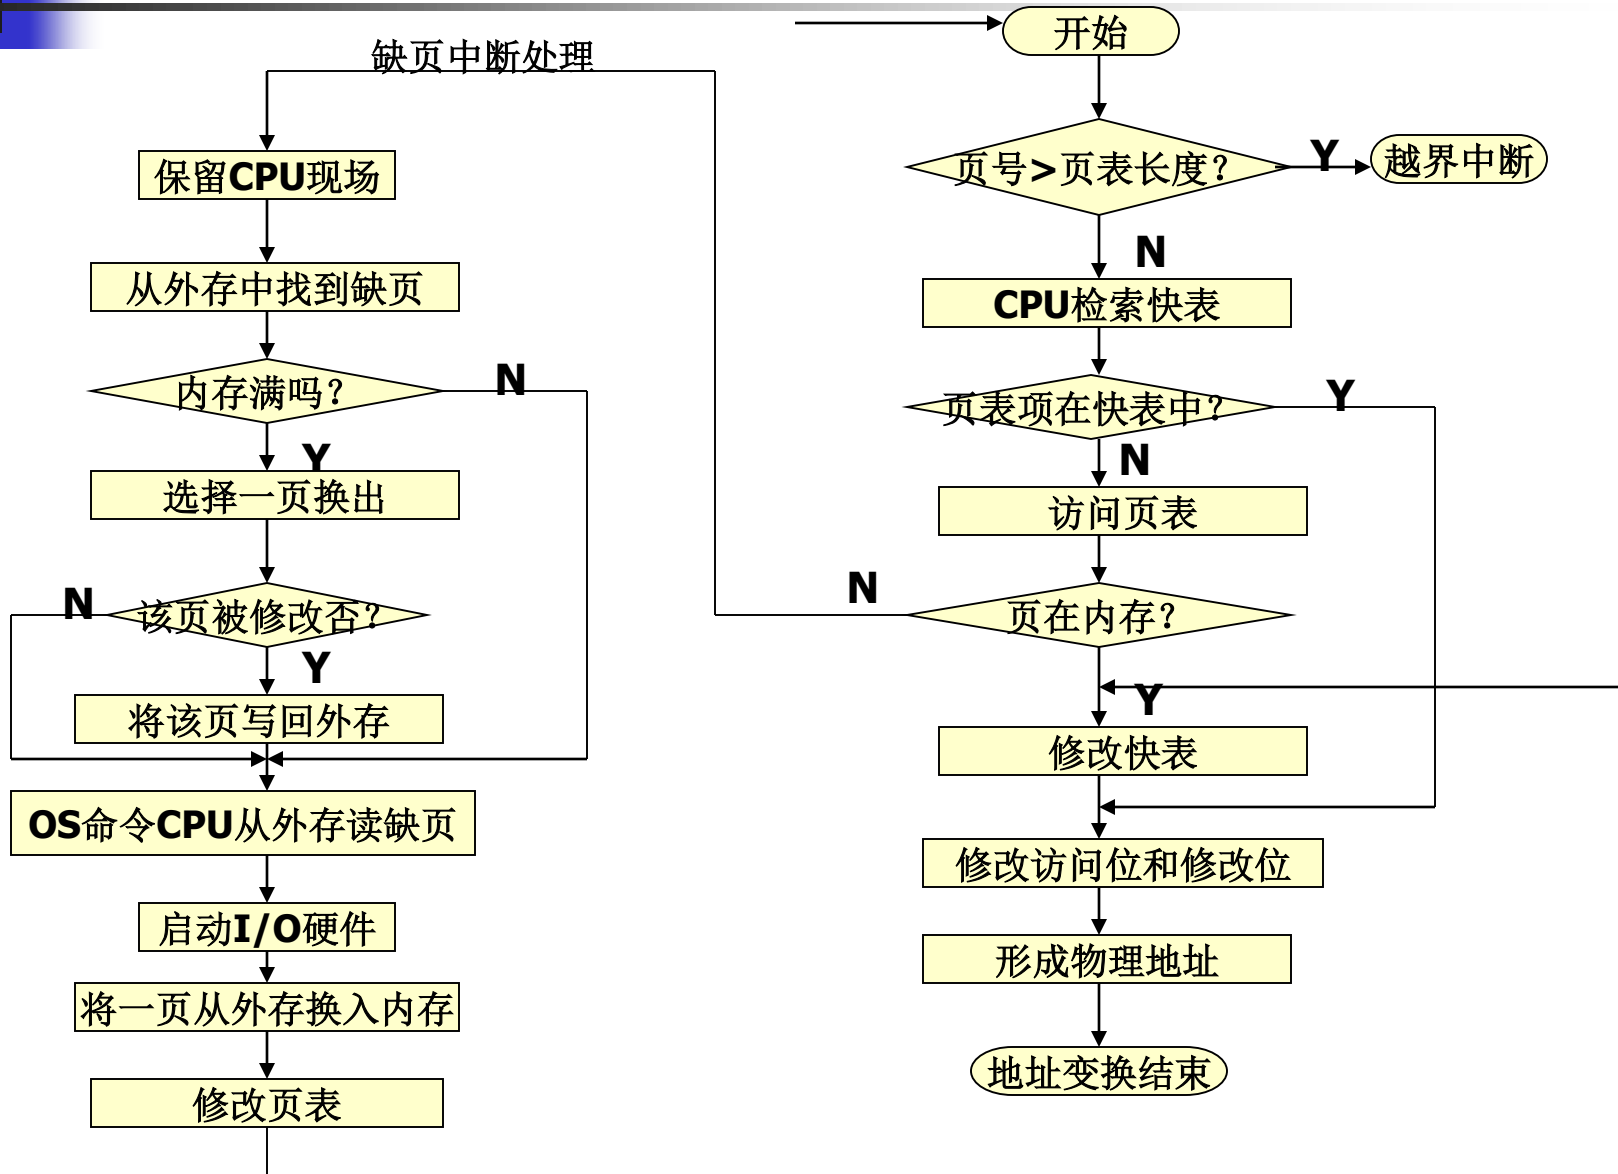 缺页中断处理
保留CPU现场
从外存中找到缺页
内存满吗？
N
Y
选择一页换出
N
该页被修改否？
Y
将该页写回外存
OS命令CPU从外存读缺页
启动I/O硬件
将一页从外存换入内存
修改页表
开始
页号>页表长度？
Y
越界中断
N
CPU检索快表
页表项在快表中？
Y
N
访问页表
N
页在内存？
Y
修改快表
修改访问位和修改位
形成物理地址
地址变换结束